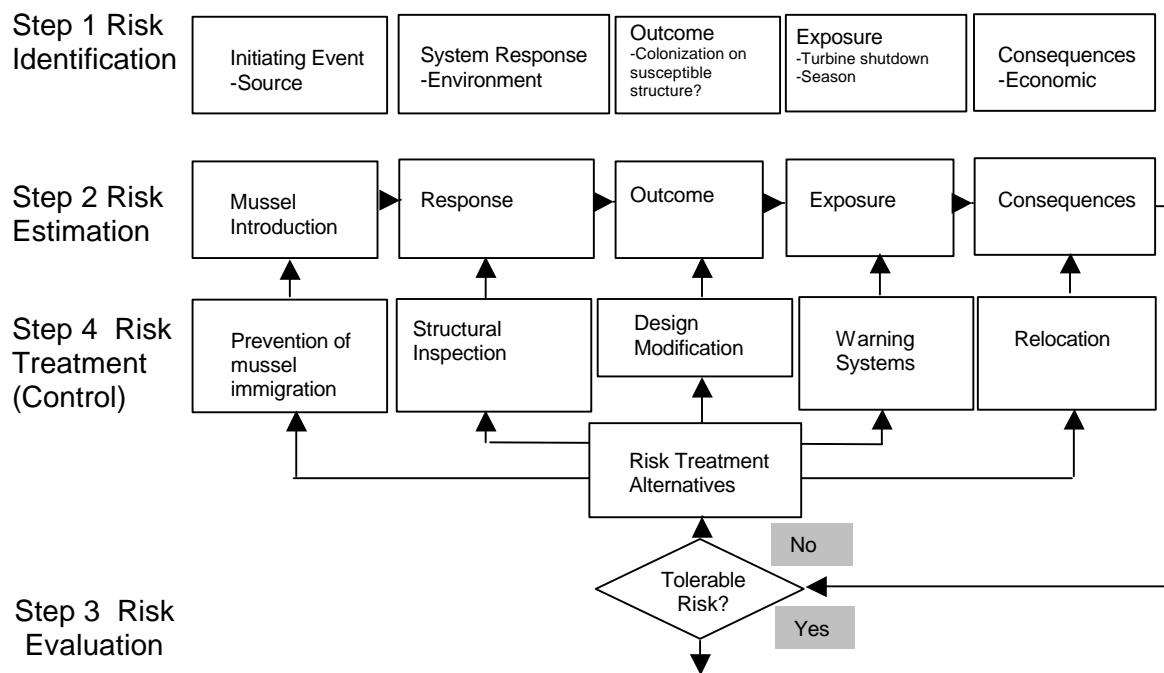 Step 1 Risk
Identification
Initiating Event
-Source
System Response
-Environment
Outcome
-Colonization on
susceptible
structure?
Exposure
-Turbine shutdown
-Season
Consequences
-Economic
Step 2 Risk
Estimation
Mussel
Introduction
Response
Outcome
Exposure
Consequences
Step 4 Risk
Treatment
(Control)
Prevention of
mussel
immigration
Structural
Inspection
Design
Modification
Warning
Systems
Relocation
Risk Treatment
Alternatives
No
Tolerable
Risk?
Yes
Step 3 Risk
Evaluation